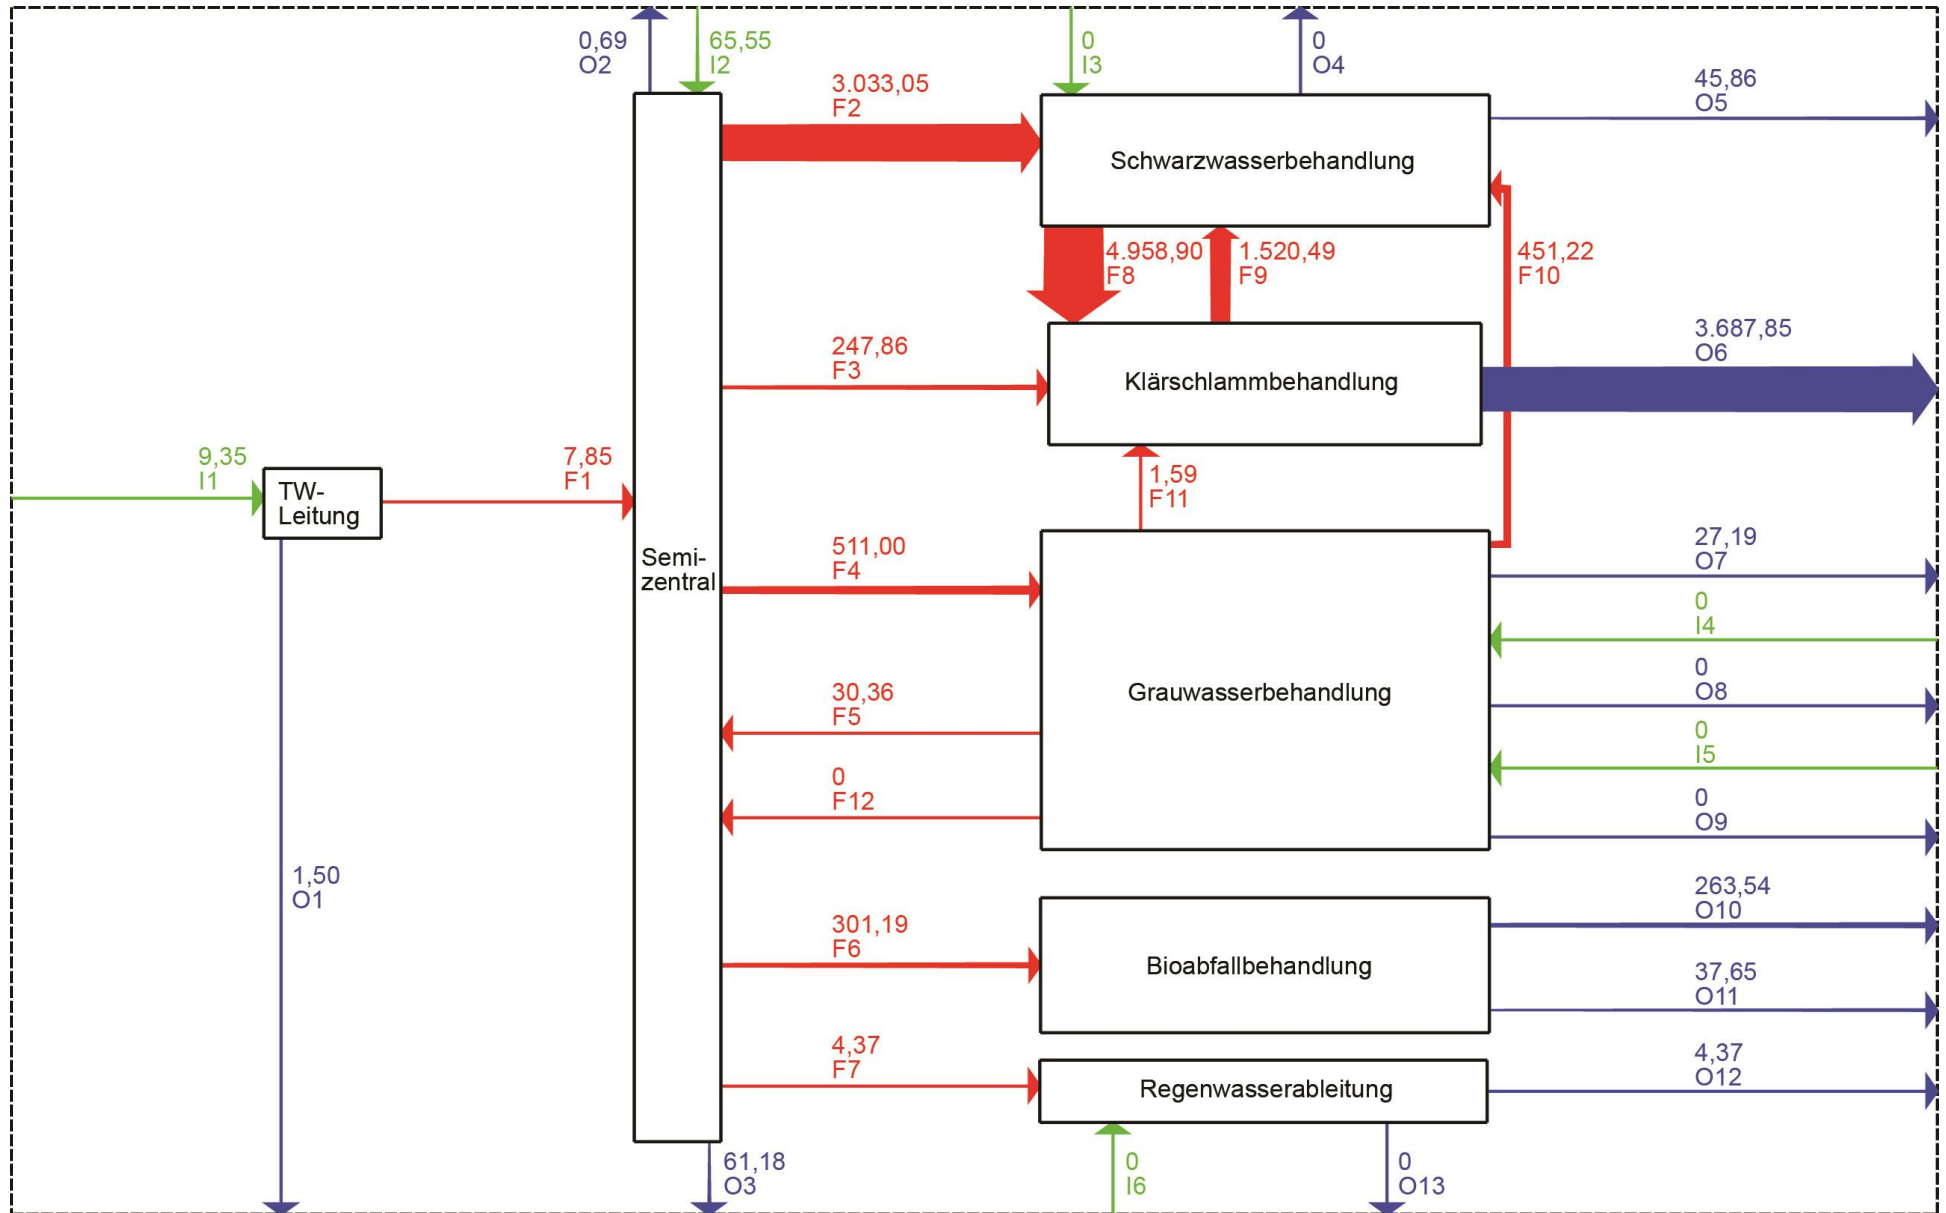 0,69
O2
65,55
I2
0
I3
0
O4
45,86
O5
3.033,05
F2
Schwarzwasserbehandlung
4.958,90
F8
1.520,49
F9
451,22
F10
247,86
F3
Klärschlammbehandlung
3.687,85
O6
9,35
I1
TW-
Leitung
7,85
F1
1,59
F11
Semi-
zentral
511,00
F4
27,19
O7
0
I4
Grauwasserbehandlung
30,36
F5
0
O8
0
I5
0
F12
0
O9
1,50
O1
301,19
F6
Bioabfallbehandlung
263,54
O10
37,65
O11
4,37
F7
Regenwasserableitung
4,37
O12
61,18
O3
0
I6
0
O13